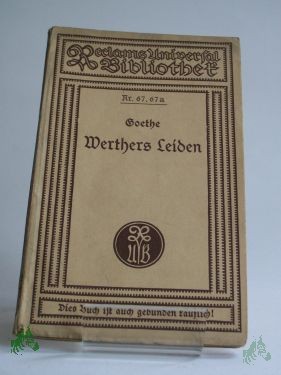 Reclams Universal
Bibliothek
Nr. 67, 67a
Goethe
Werthers Leiden
UB
Dies Buch ist auch gebunden käuflich!